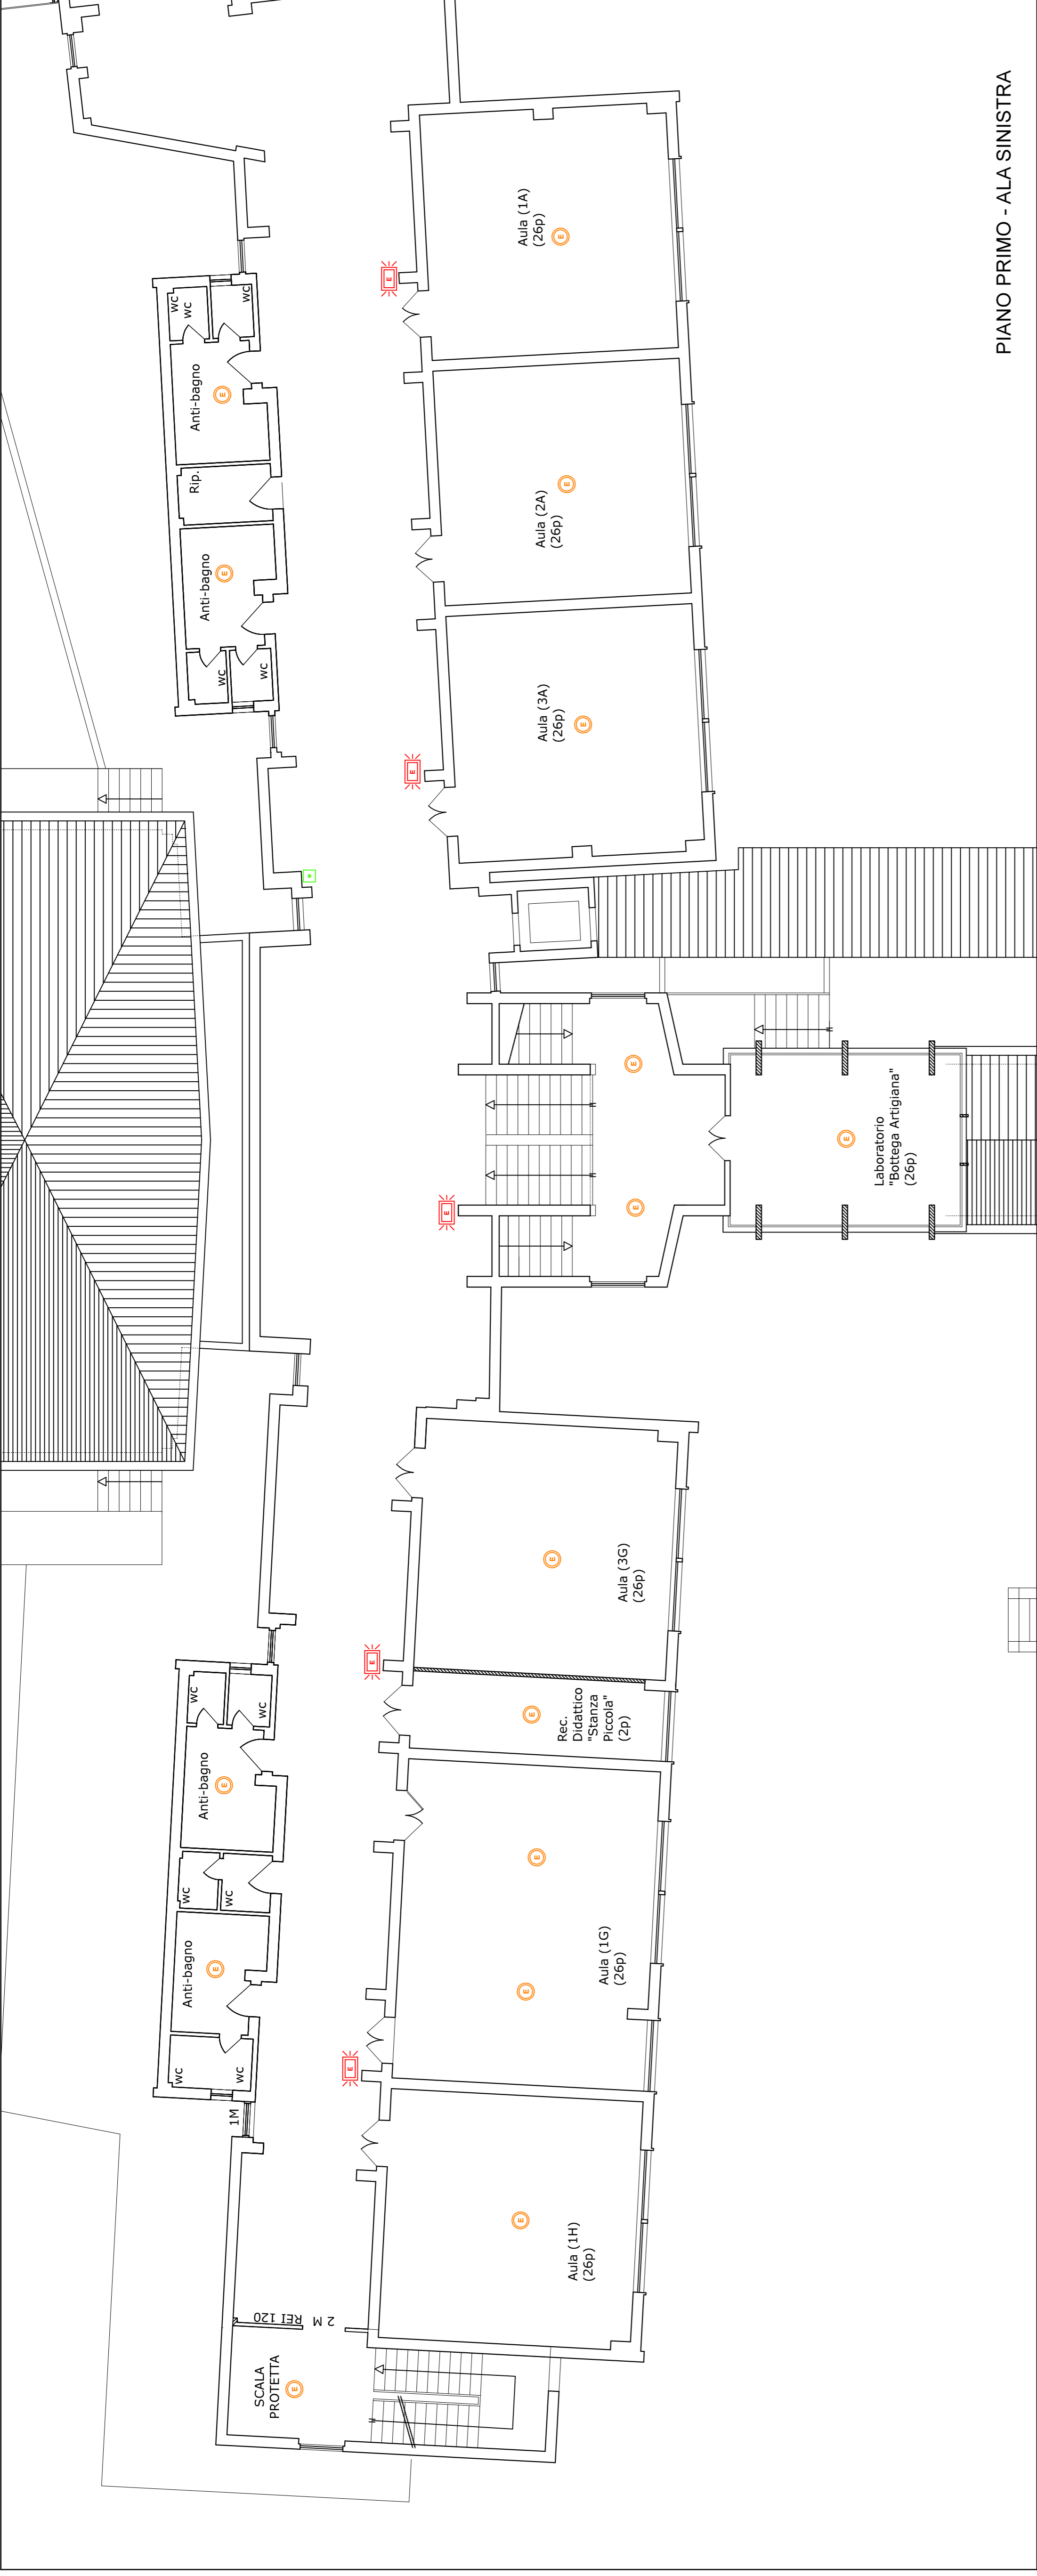 PIANO PRIMO - ALA SINISTRA
wc
wc
wc
Anti-bagno
E
Rip.
Anti-bagno
E
wc
wc
E
Aula (1A)
(26p)
E
Aula (2A)
(26p)
E
Aula (3A)
(26p)
E
E
E
E
E
Laboratorio
"Bottega Artigiana"
(26p)
E
Aula (3G)
(26p)
E
E
Rec.
Didattico
"Stanza
Piccola"
(2p)
E
wc
wc
Anti-bagno
E
wc
wc
Anti-bagno
E
wc
wc
1M
Aula (1G)
(26p)
E
E
E
Aula (1H)
(26p)
E
REI 120
2 M
SCALA
PROTETTA
E